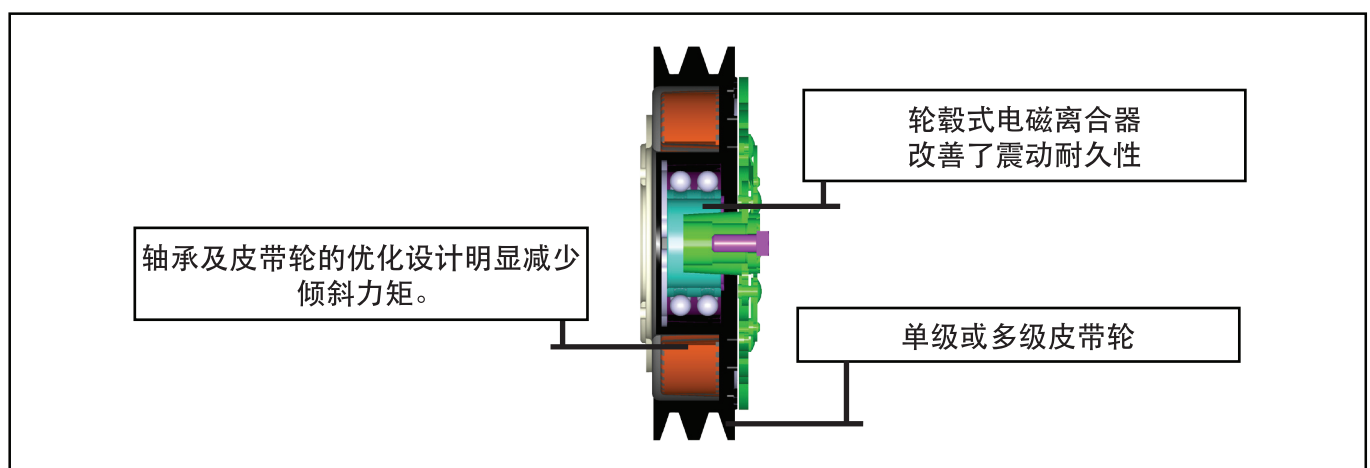 轮毂式电磁离合器
改善了震动耐久性
轴承及皮带轮的优化设计明显减少
倾斜力矩。
单级或多级皮带轮